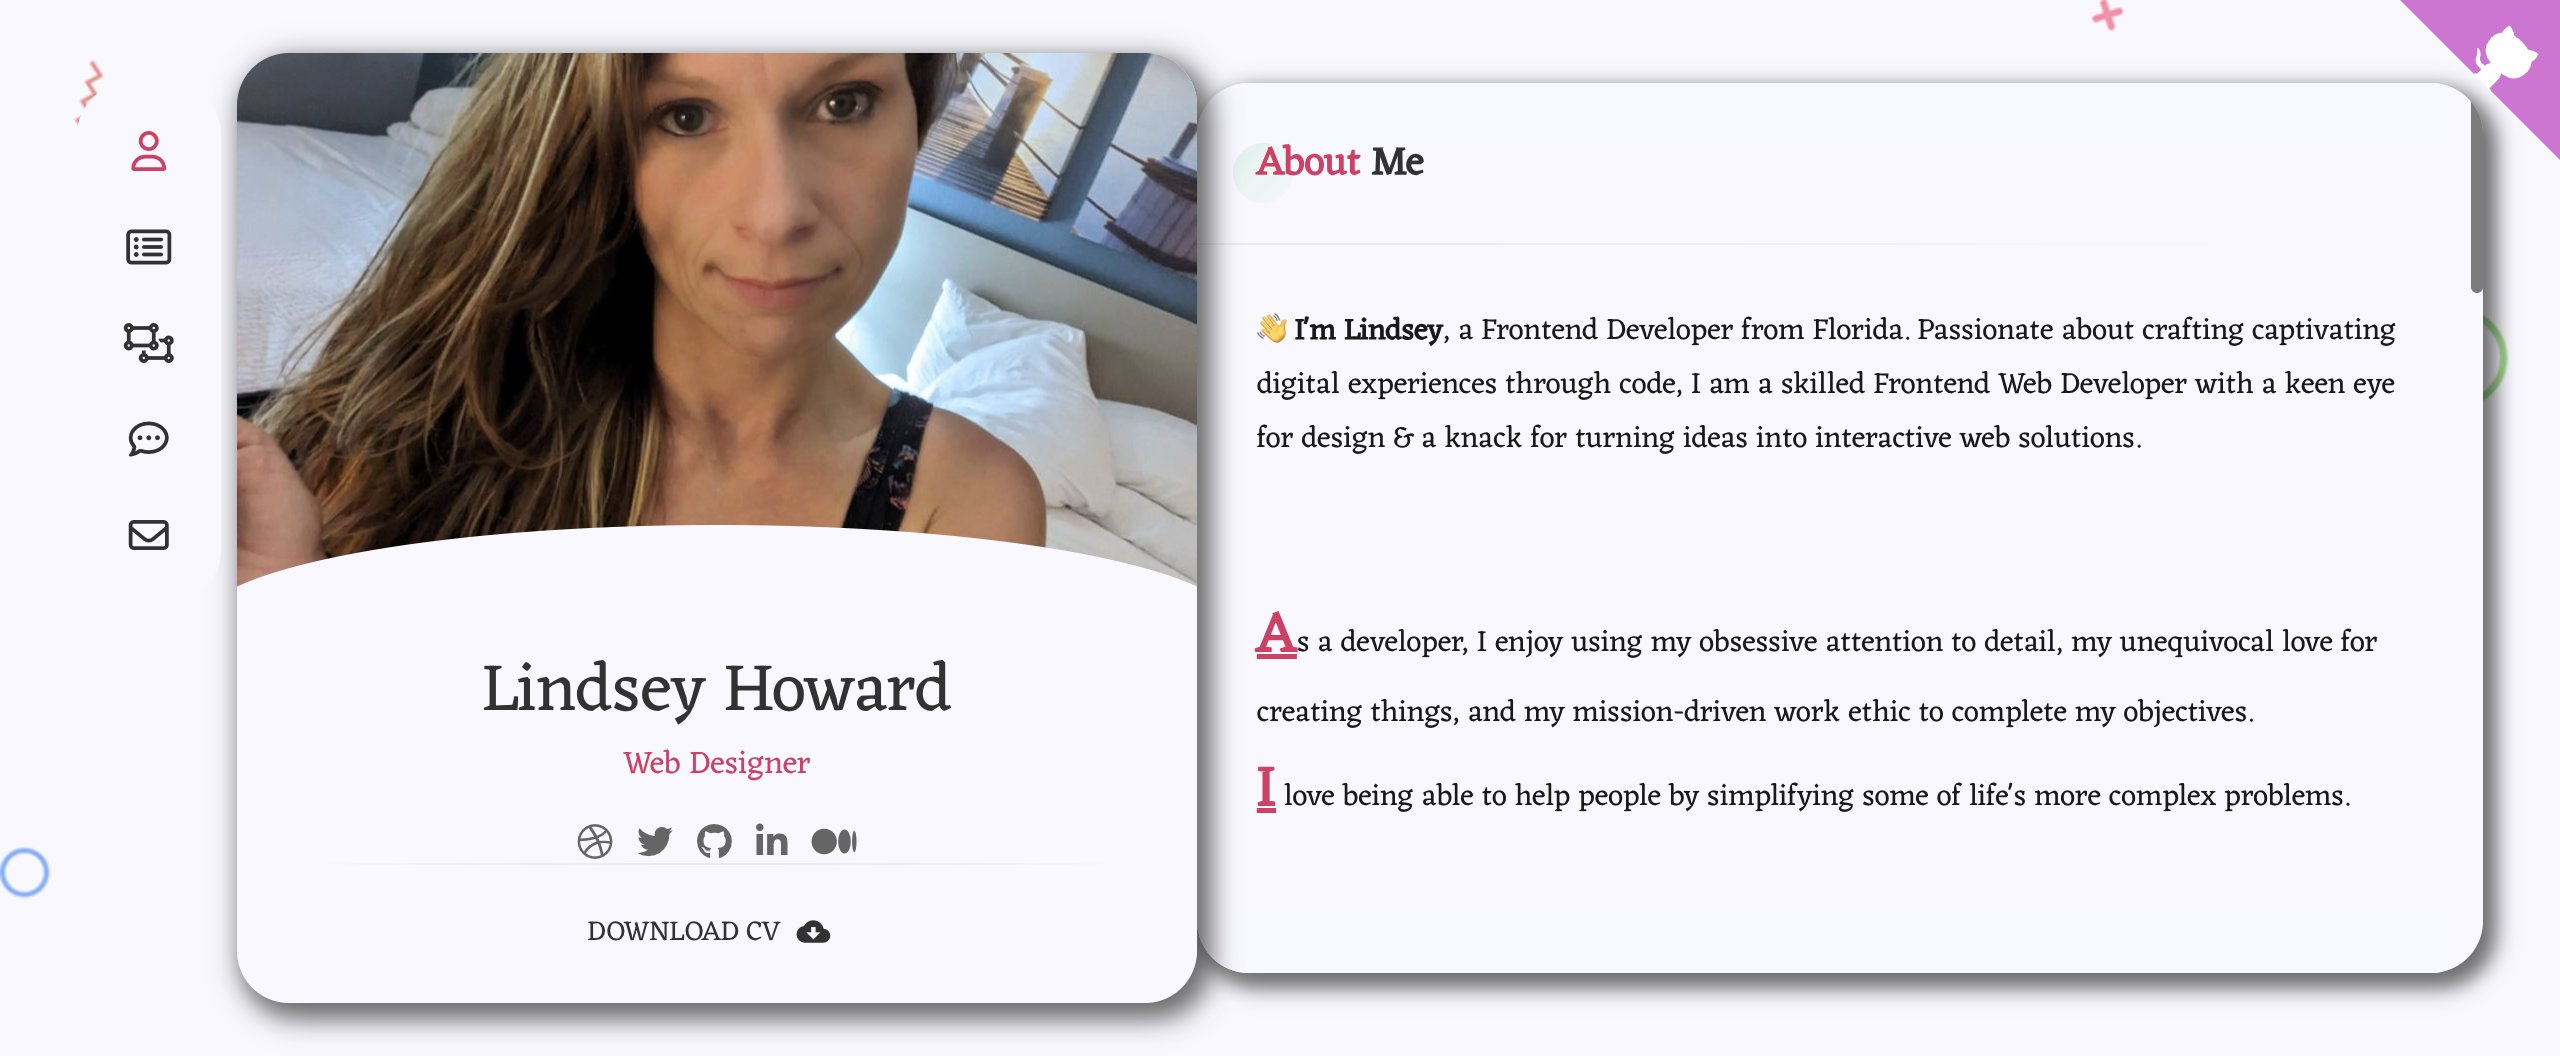 Lindsey Howard
Web Designer
DOWNLOAD CV
About Me
👋 I'm Lindsey, a Frontend Developer from Florida. Passionate about crafting captivating
digital experiences through code, I am a skilled Frontend Web Developer with a keen eye
for design & a knack for turning ideas into interactive web solutions.
As a developer, I enjoy using my obsessive attention to detail, my unequivocal love for
creating things, and my mission-driven work ethic to complete my objectives.
I love being able to help people by simplifying some of life's more complex problems.